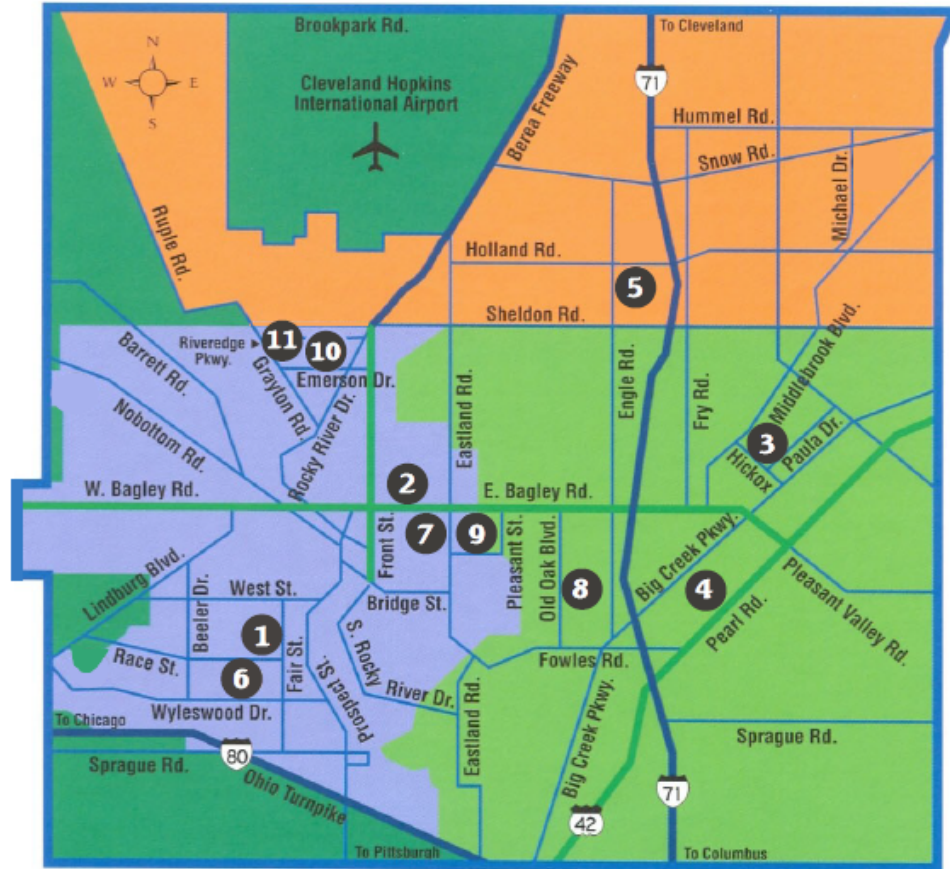 Brookpark Rd.
To Cleveland
N
W E
S
Cleveland Hopkins
International Airport
71
Berea Freeway
Hummel Rd.
Snow Rd.
Michael Dr.
Ruple Rd.
Holland Rd.
5
Sheldon Rd.
Riveredge
Pkwy.
11
10
Grayton Rd.
Emerson Dr.
Barrett Rd.
Nobottom Rd.
Rocky River Dr.
Eastland Rd.
Engle Rd.
Fry Rd.
Middlebrook Blvd.
3
Hickox
Paula Dr.
W. Bagley Rd.
2
E. Bagley Rd.
Front St.
7
9
Pleasant St.
Old Oak Blvd.
8
Big Creek Pkwy.
4
Pearl Rd.
Pleasant Valley Rd.
Lindburg Blvd.
Beeler Dr.
West St.
Bridge St.
1
Race St.
6
Fair St.
Prospect St.
S. Rocky
River Dr.
Fowles Rd.
Wyleswood Dr.
Eastland Rd.
Big Creek Pkwy.
To Chicago
80
Sprague Rd.
Sprague Rd.
Ohio Turnpike
71
42
To Pittsburgh
To Columbus